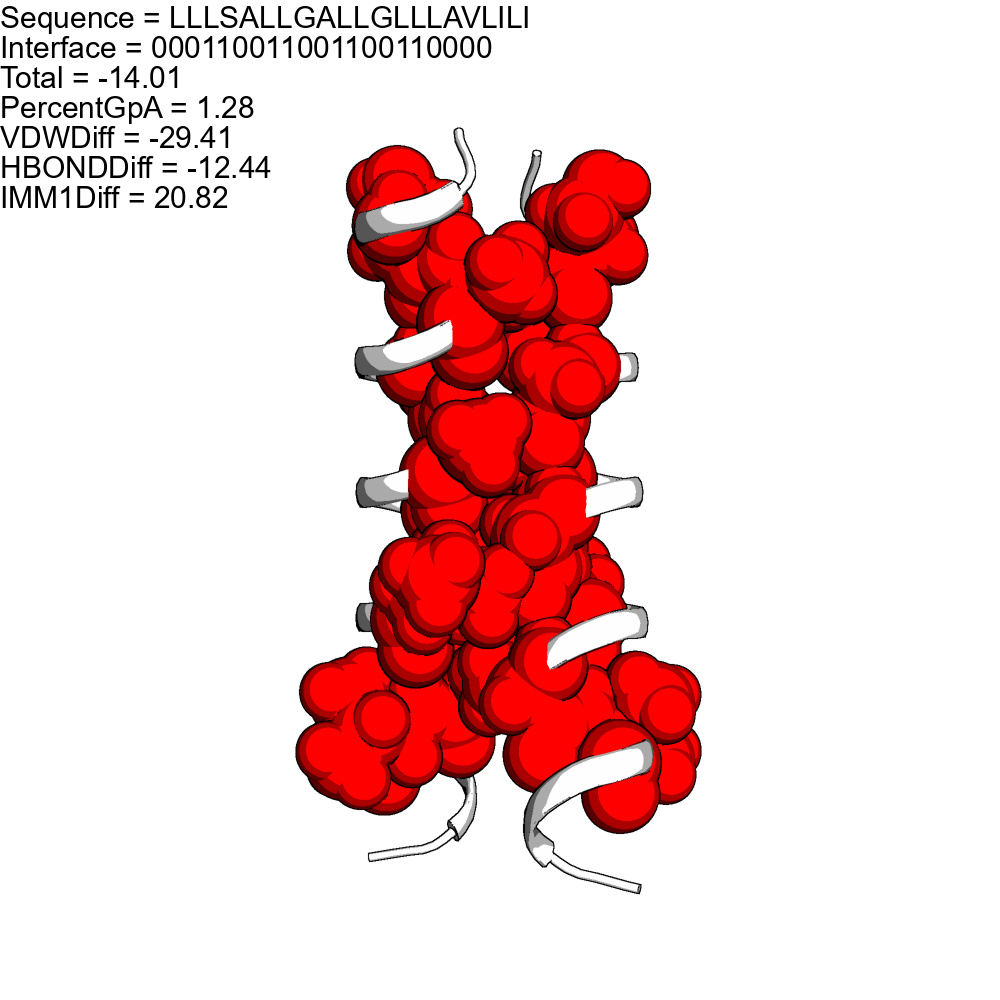 Sequence = LLLSALLGALLGLLLAVLILI
Interface = 000110011001100110000
Total = -14.01
PercentGpA = 1.28
VDWDiff = -29.41
HBONDDiff = -12.44
IMM1Diff = 20.82